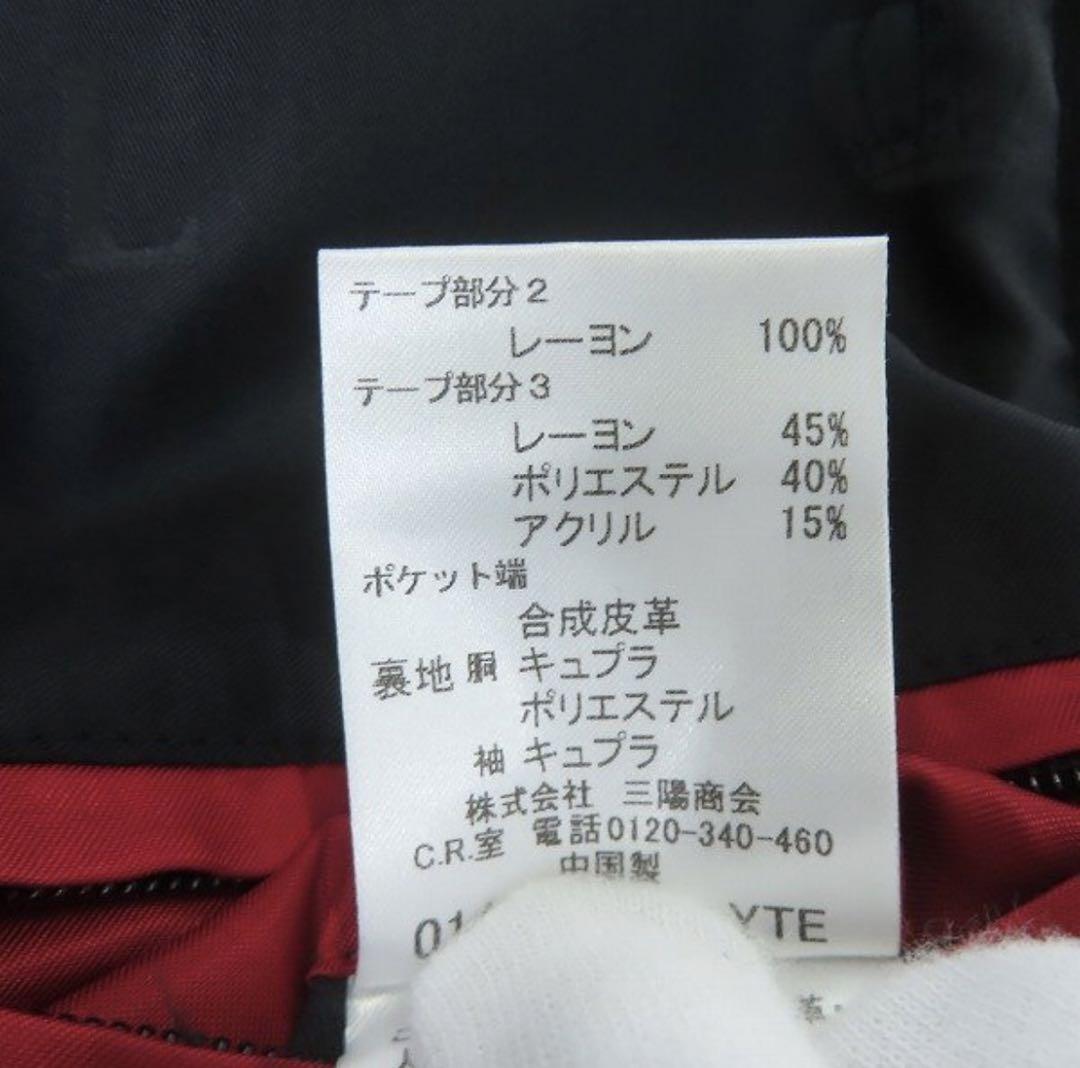 テープ部分2
レーヨン 100%
テープ部分3
レーヨン 45%
ポリエステル 40%
アクリル 15%
ポケット端
合成皮革
裏地 胴 キュプラ
ポリエステル
袖 キュプラ
株式会社 三陽商会
C.R.室 電話0120-340-460
中国製